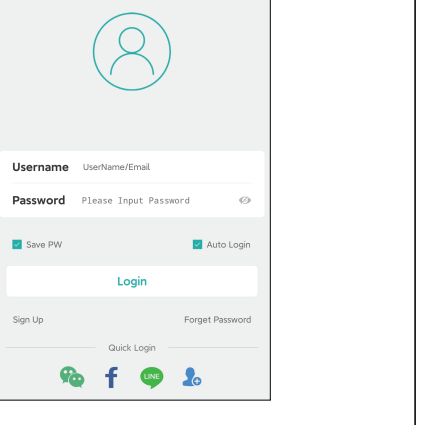 Username UserName/Email
Password Please Input Password
Save PW Auto Login
Login
Sign Up Forget Password
Quick Login
f LINE